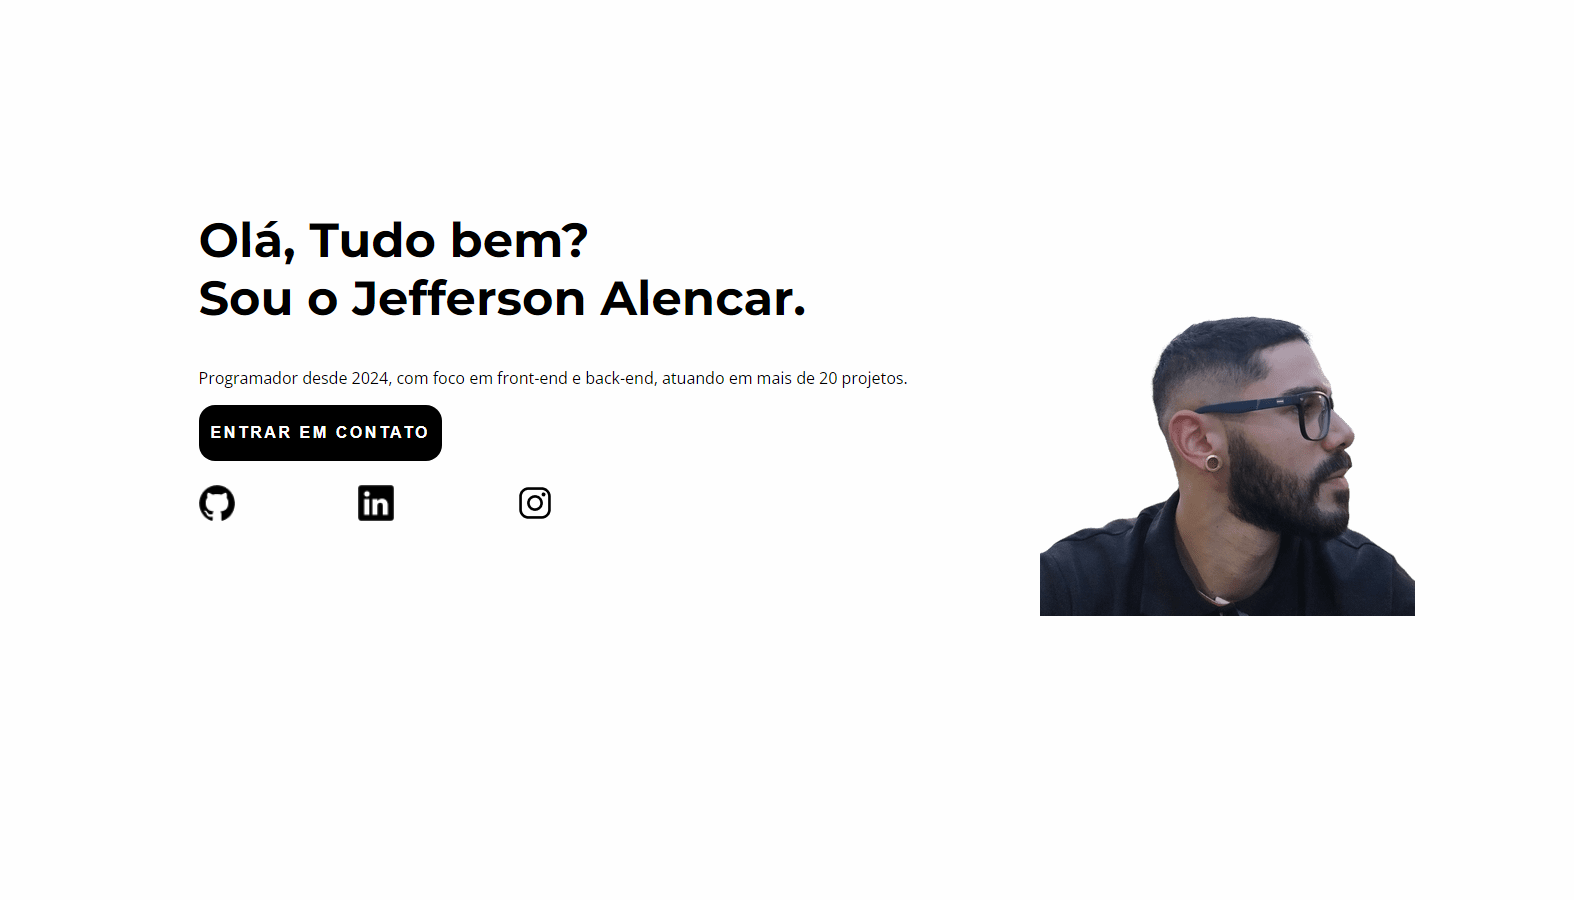 Olá, Tudo bem?
Sou o Jefferson Alencar.
Programador desde 2024, com foco em front-end e back-end, atuando em mais de 20 projetos.
ENTRAR EM CONTATO
in